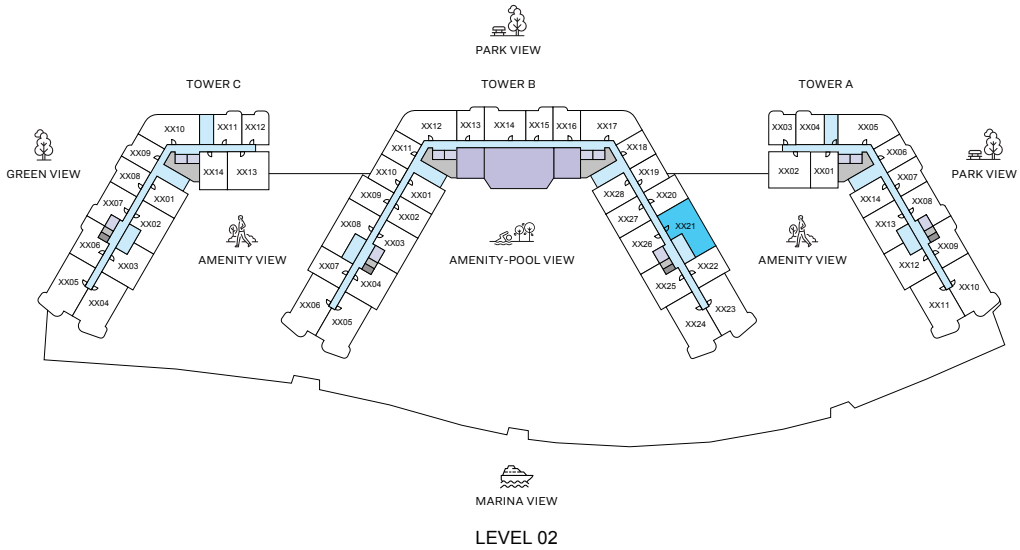 PARK VIEW
TOWER C
TOWER B
TOWER A
XX10
XX11
XX12
XX09
XX08
XX14
XX13
XX07
XX01
XX06
XX02
XX05
XX03
XX04
GREEN VIEW
AMENITY VIEW
XX12
XX13
XX14
XX15
XX16
XX17
XX11
XX18
XX10
XX19
XX09
XX01
XX28
XX20
XX08
XX02
XX27
XX21
XX07
XX03
XX26
XX22
XX06
XX04
XX25
XX23
XX05
XX24
AMENITY-POOL VIEW
AMENITY VIEW
XX03
XX04
XX05
XX02
XX01
XX06
XX07
XX14
XX08
XX13
XX09
XX12
XX10
XX11
PARK VIEW
MARINA VIEW
LEVEL 02